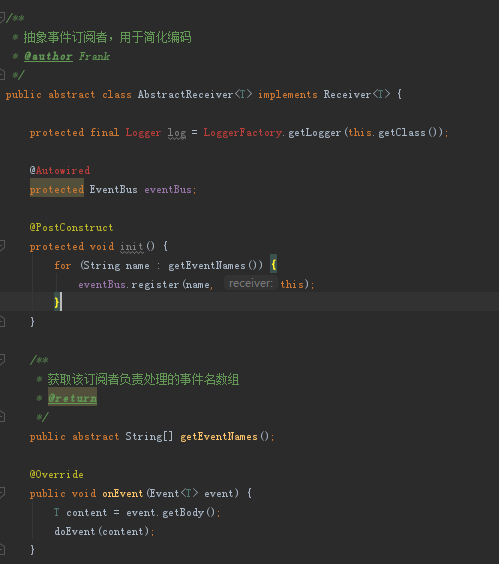 /**
 * 抽象事件订阅者，用于简化编码
 * @author Frank
 */
public abstract class AbstractReceiver<T> implements Receiver<T> {
protected final Logger log = LoggerFactory.getLogger(this.getClass());
@Autowired
protected EventBus eventBus;
@PostConstruct
protected void init() {
for (String name : getEventNames()) {
eventBus.register(name, receiver: this);
}
}
/**
 * 获取该订阅者负责处理的事件名数组
 * @return
 */
public abstract String[] getEventNames();
@Override
public void onEvent(Event<T> event) {
T content = event.getBody();
doEvent(content);
}